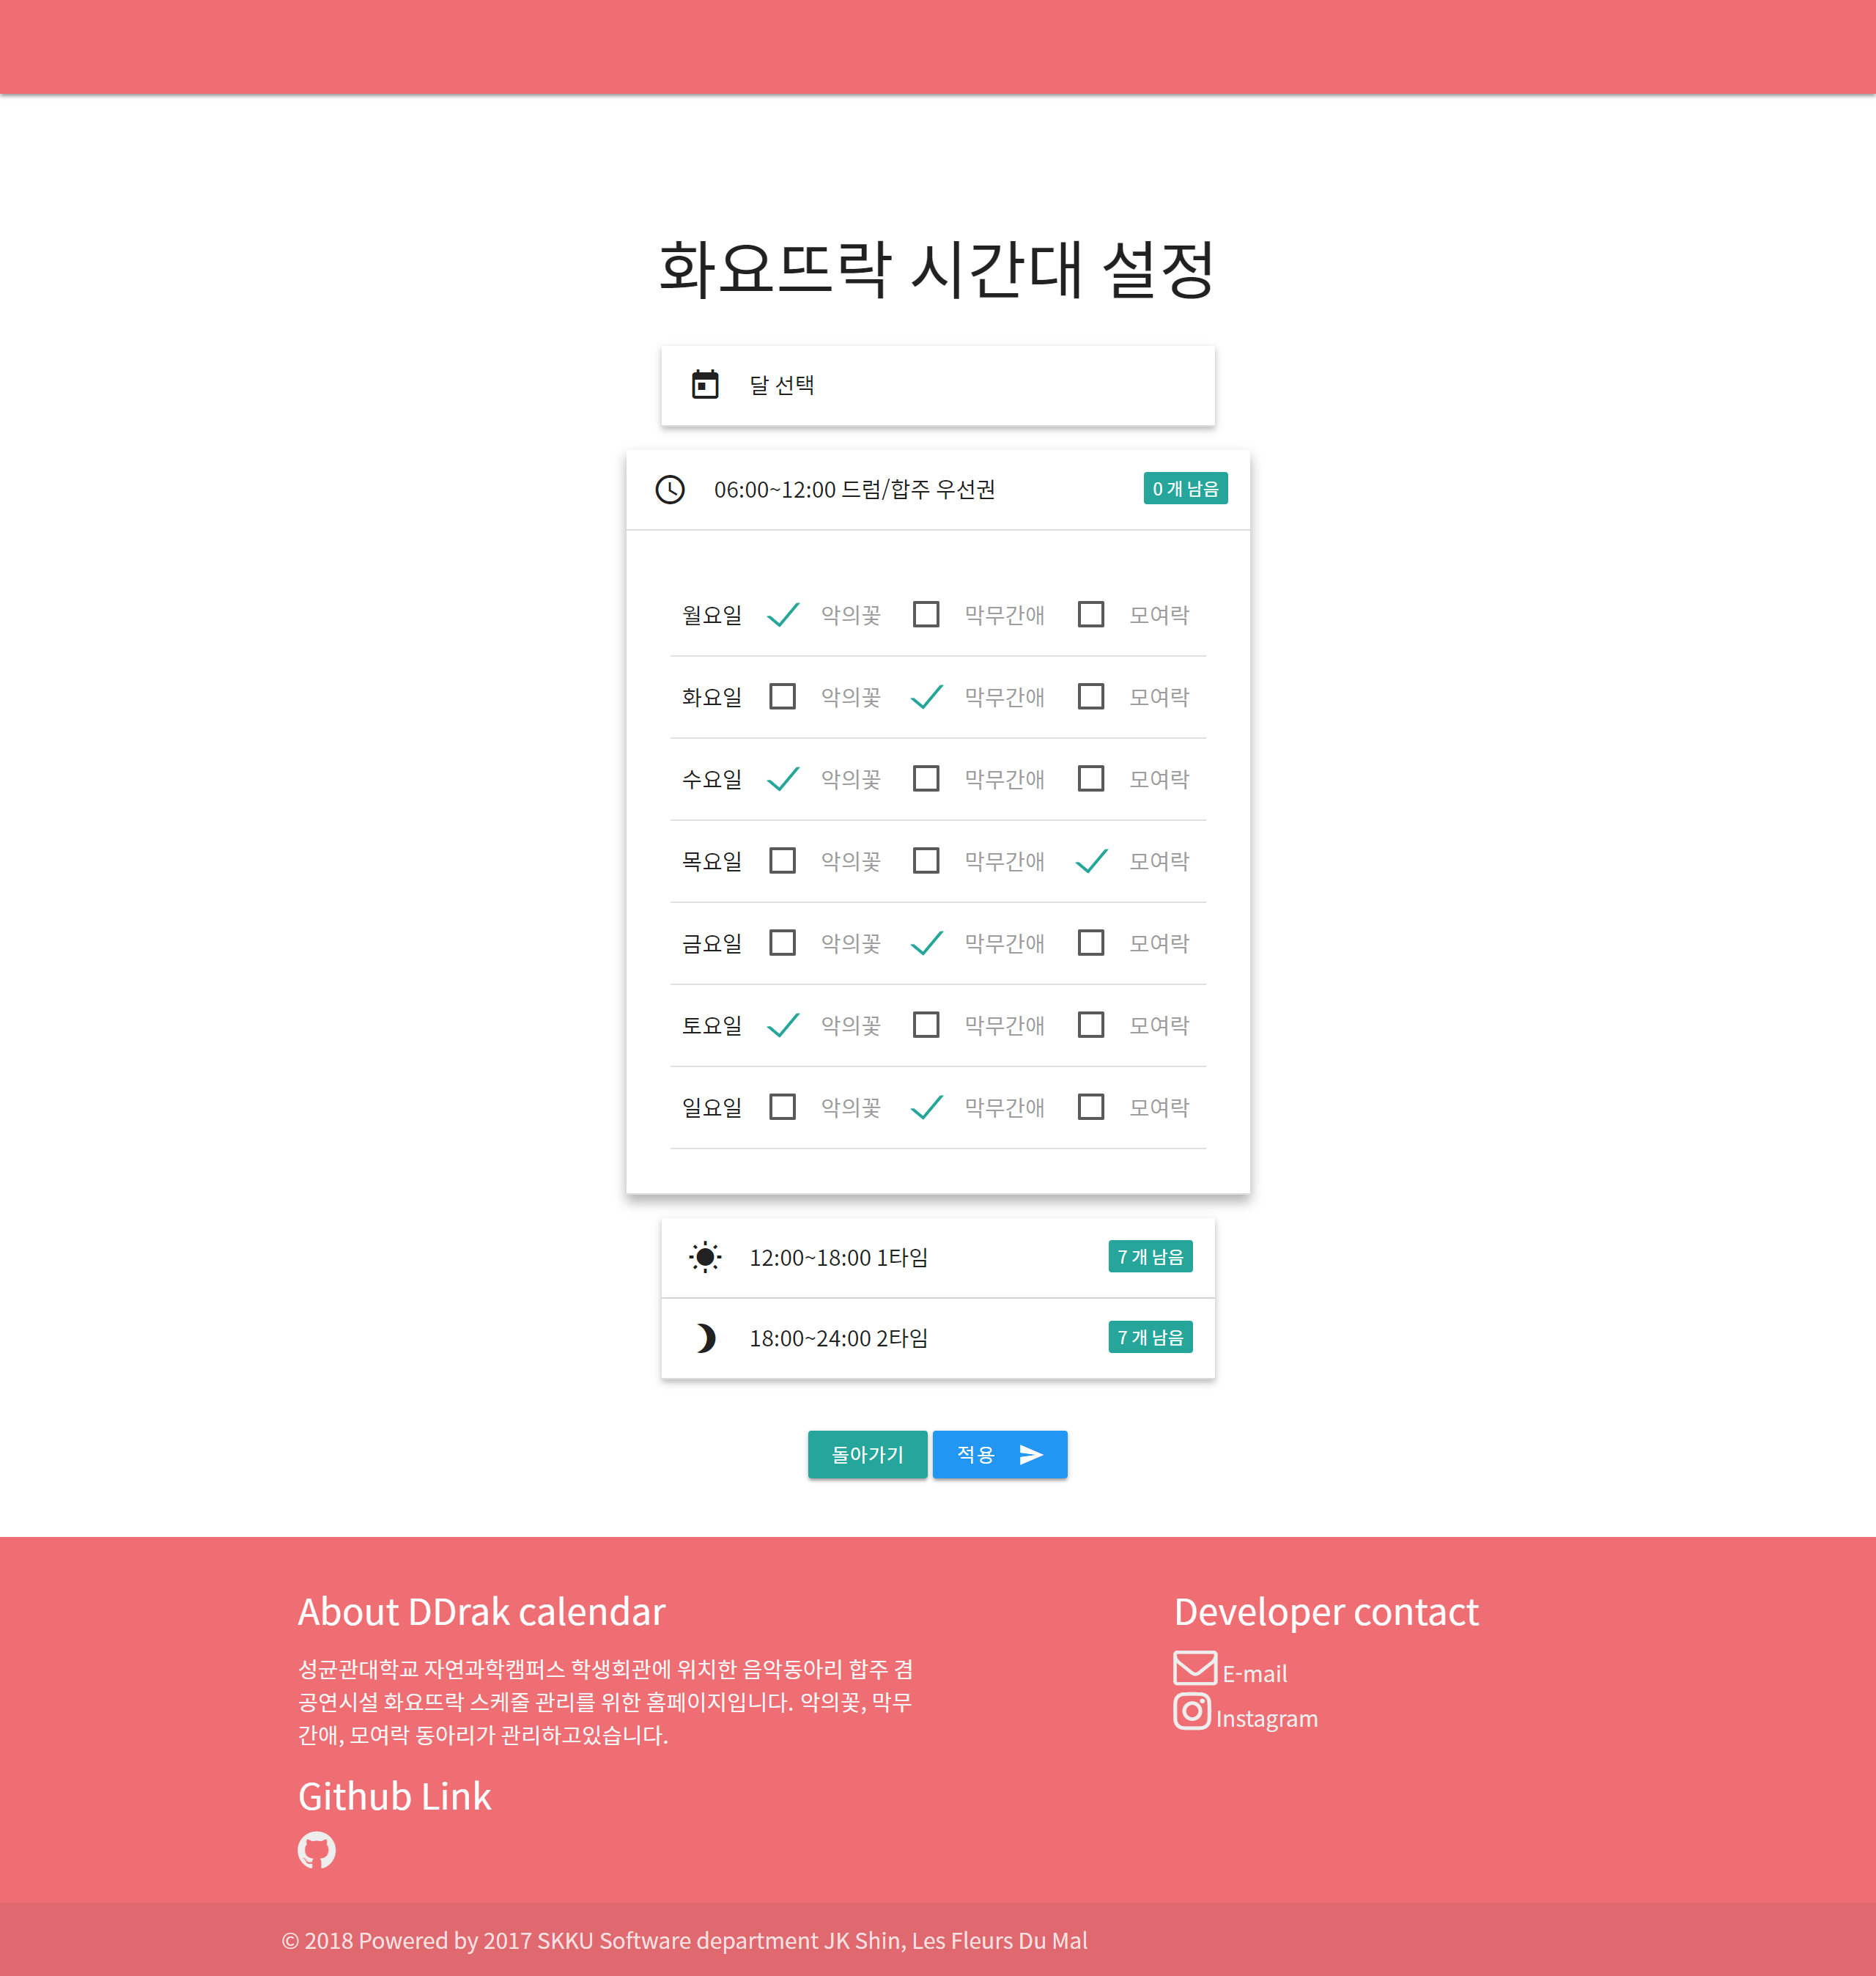 화요뜨락 시간대 설정
달 선택
06:00~12:00 드럼/합주 우선권 0 개 남음
월요일 악의꽃 막무간애 모여락
화요일 악의꽃 막무간애 모여락
수요일 악의꽃 막무간애 모여락
목요일 악의꽃 막무간애 모여락
금요일 악의꽃 막무간애 모여락
토요일 악의꽃 막무간애 모여락
일요일 악의꽃 막무간애 모여락
12:00~18:00 1타임 7 개 남음
18:00~24:00 2타임 7 개 남음
돌아가기 적용
About DDrak calendar
성균관대학교 자연과학캠퍼스 학생회관에 위치한 음악동아리 합주 겸
공연시설 화요뜨락 스케줄 관리를 위한 홈페이지입니다. 악의꽃, 막무
간애, 모여락 동아리가 관리하고있습니다.
Github Link
Developer contact
E-mail
Instagram
© 2018 Powered by 2017 SKKU Software department JK Shin, Les Fleurs Du Mal